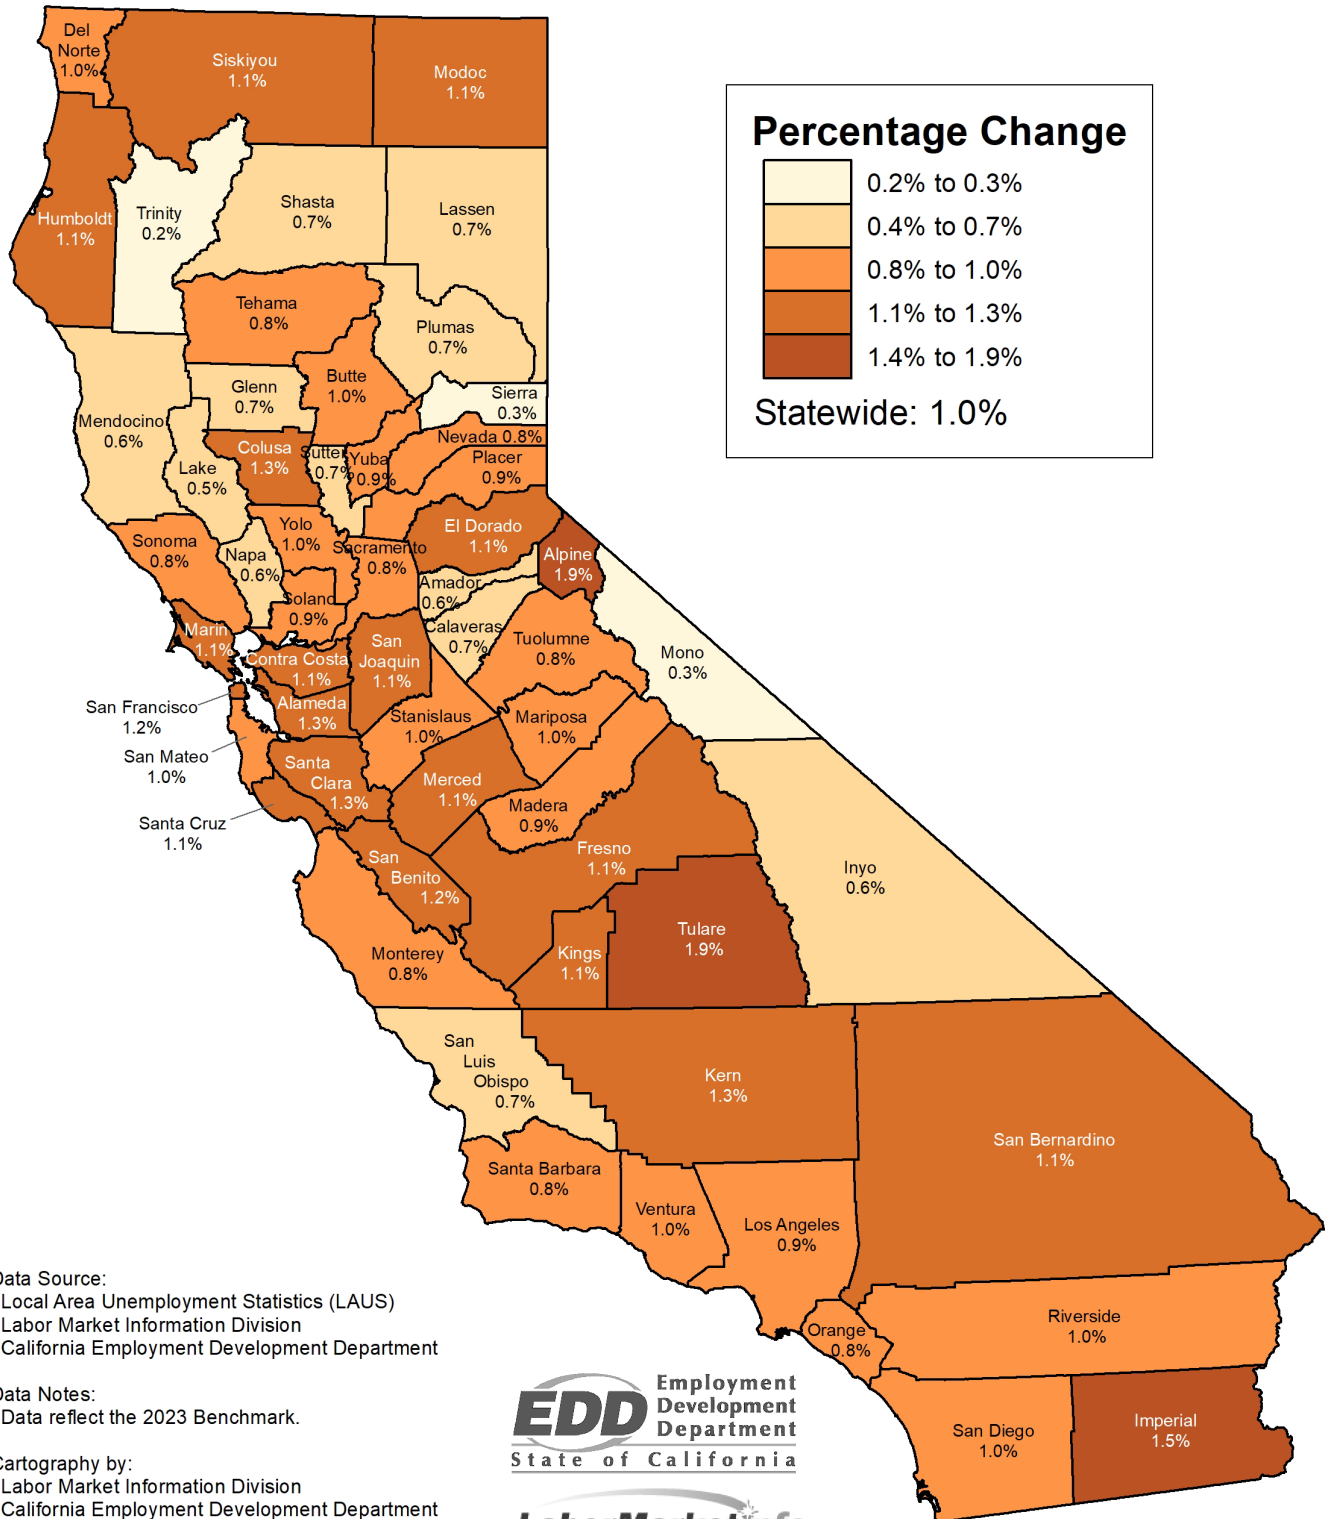 Del
Norte
1.0%
Siskiyou
1.1%
Modoc
1.1%
Humboldt
1.1%
Trinity
0.2%
Shasta
0.7%
Lassen
0.7%
Tehama
0.8%
Plumas
0.7%
Glenn
0.7%
Butte
1.0%
Sierra
0.3%
Mendocino
0.6%
Lake
0.5%
Colusa
1.3%
Sutter
0.7%
Yuba
0.9%
Nevada 0.8%
Placer
0.9%
Sonoma
0.8%
Napa
0.6%
Yolo
1.0%
Sacramento
0.8%
El Dorado
1.1%
Alpine
1.9%
Solano
0.9%
Amador
0.6%
Calaveras
0.7%
Tuolumne
0.8%
Mono
0.3%
Marin
1.1%
Contra Costa
1.1%
San
Joaquin
1.1%
Alameda
1.3%
San Francisco
1.2%
San Mateo
1.0%
Santa Cruz
1.1%
Santa
Clara
1.3%
Stanislaus
1.0%
Mariposa
1.0%
Merced
1.1%
Madera
0.9%
San
Benito
1.2%
Fresno
1.1%
Inyo
0.6%
Monterey
0.8%
Kings
1.1%
Tulare
1.9%
San
Luis
Obispo
0.7%
Kern
1.3%
San Bernardino
1.1%
Santa Barbara
0.8%
Ventura
1.0%
Los Angeles
0.9%
Orange
0.8%
Riverside
1.0%
San Diego
1.0%
Imperial
1.5%
Percentage Change
0.2% to 0.3%
0.4% to 0.7%
0.8% to 1.0%
1.1% to 1.3%
1.4% to 1.9%
Statewide: 1.0%
Data Source:
Local Area Unemployment Statistics (LAUS)
Labor Market Information Division
California Employment Development Department
Data Notes:
Data reflect the 2023 Benchmark.
Cartography by:
Labor Market Information Division
California Employment Development Department
EDD
Employment
Development
Department
State of California
LaborMarketInfo